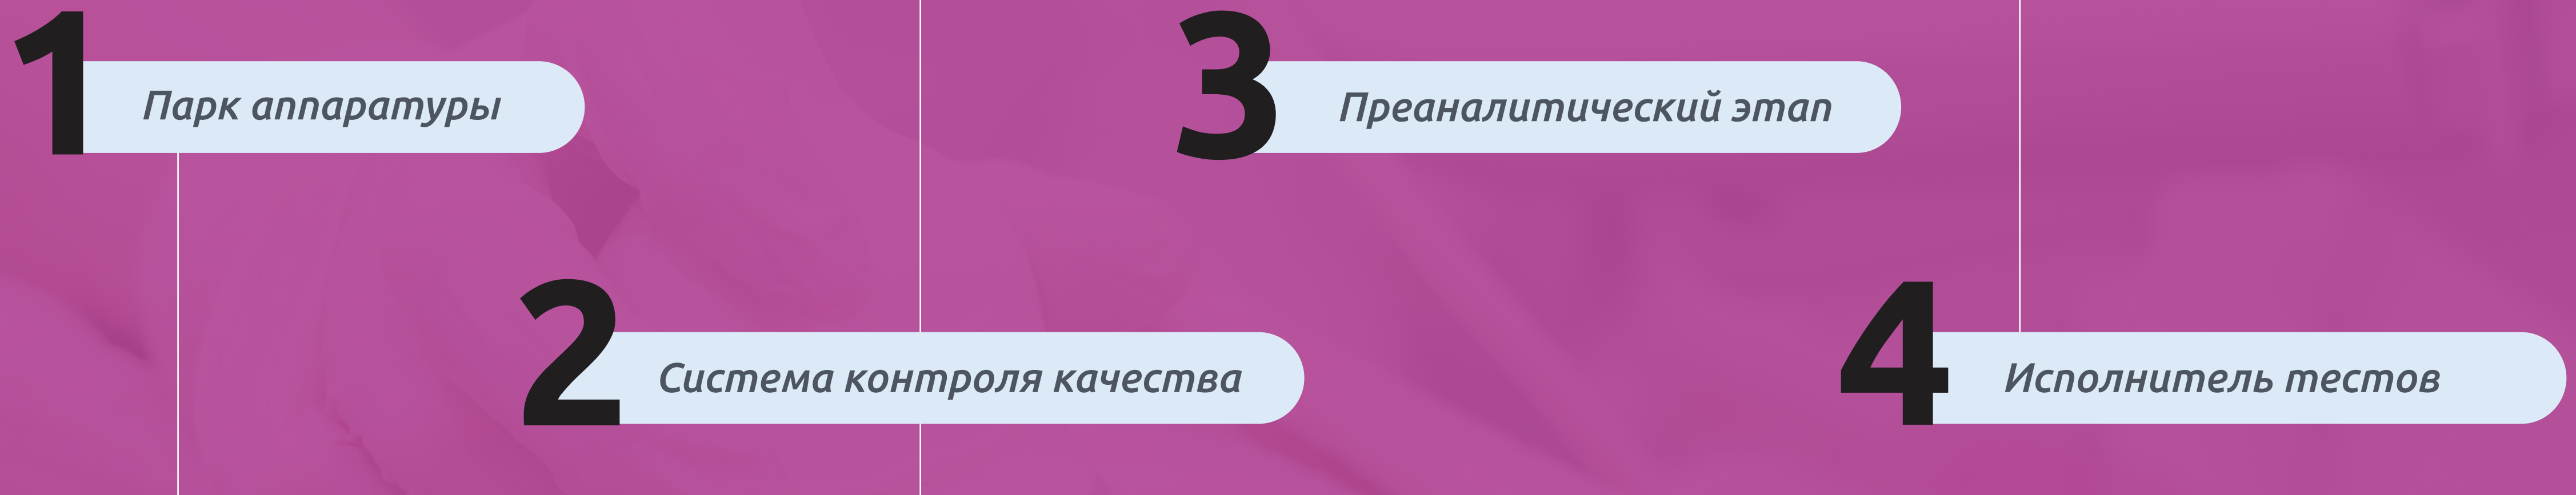 1
Парк аппаратуры
2
Система контроля качества
3
Преаналитический этап
4
Исполнитель тестов